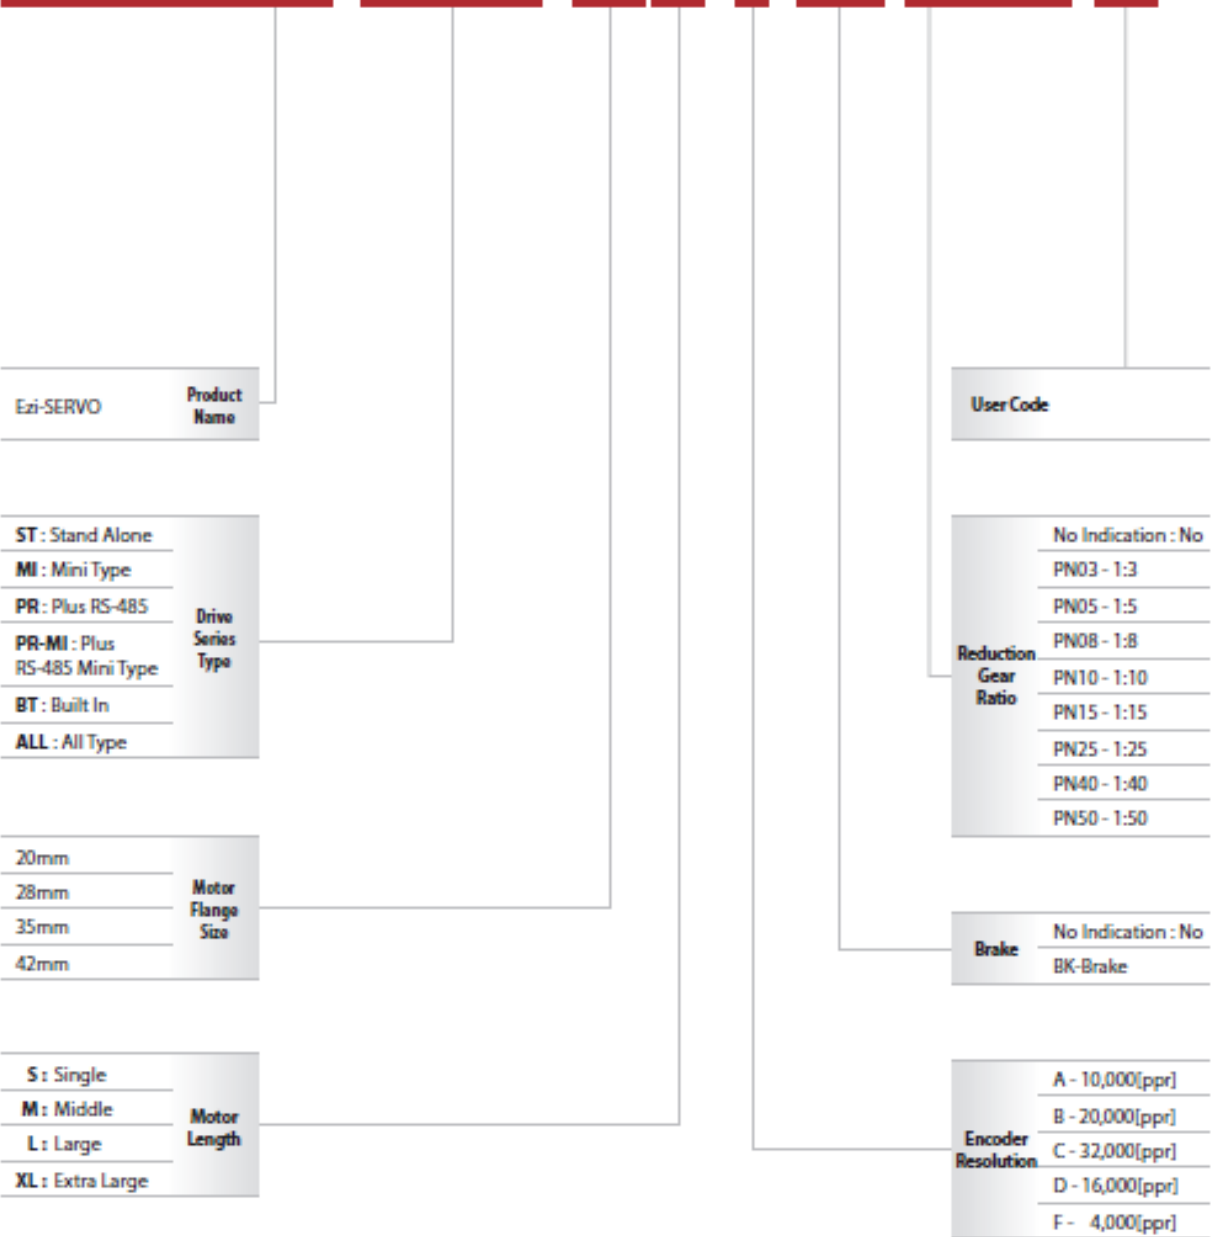 Ezi-SERVO
Product
Name
ST : Stand Alone
MI : Mini Type
PR : Plus RS-485
PR-MI : Plus
RS-485 Mini Type
BT : Built In
ALL : All Type
Drive
Series
Type
20mm
28mm
35mm
42mm
Motor
Flange
Size
S : Single
M : Middle
L : Large
XL : Extra Large
Motor
Length
User Code
Reduction
Gear
Ratio
No Indication : No
PN03 - 1:3
PN05 - 1:5
PN08 - 1:8
PN10 - 1:10
PN15 - 1:15
PN25 - 1:25
PN40 - 1:40
PN50 - 1:50
Brake
No Indication : No
BK-Brake
Encoder
Resolution
A - 10,000[ppr]
B - 20,000[ppr]
C - 32,000[ppr]
D - 16,000[ppr]
F - 4,000[ppr]